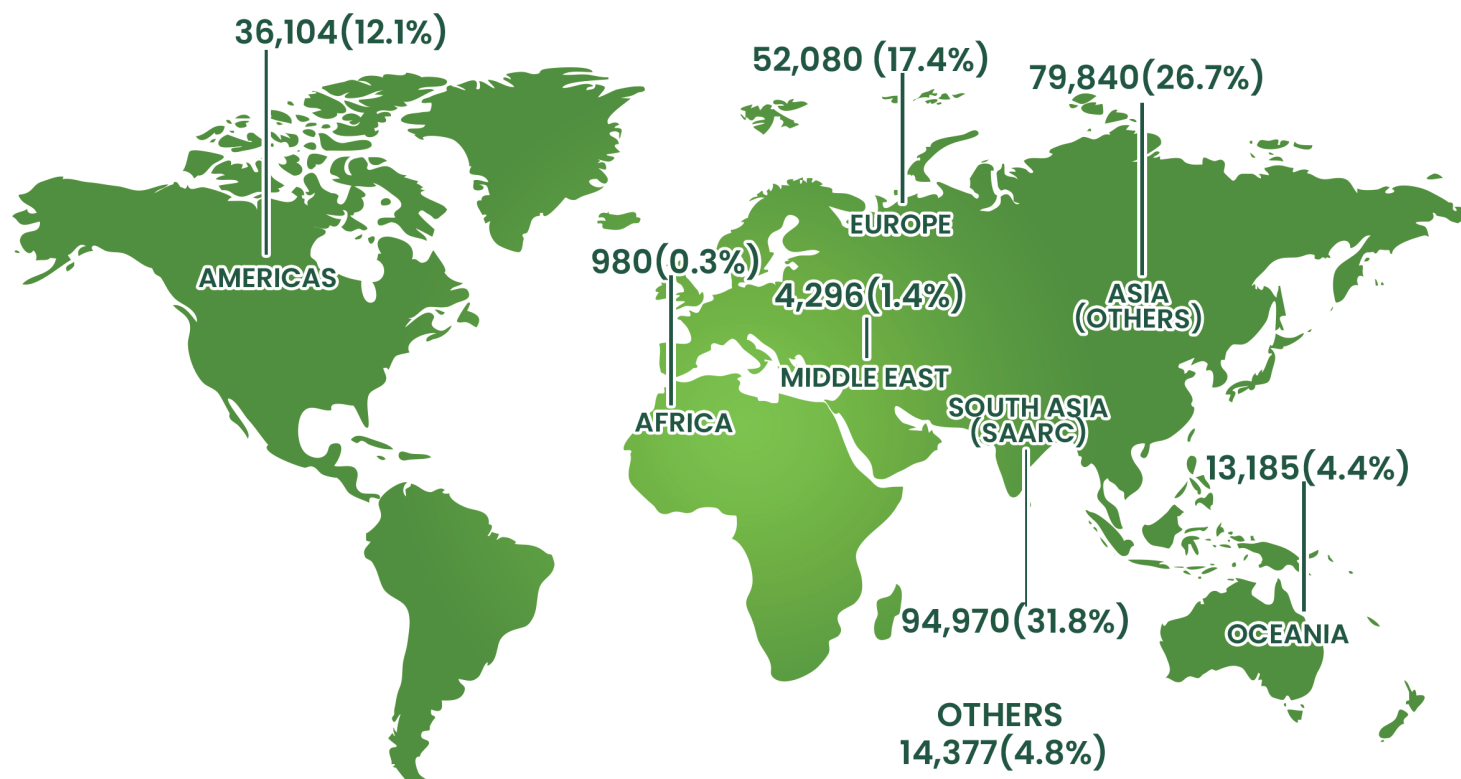 36,104(12.1%)
AMERICAS
52,080 (17.4%)
EUROPE
79,840(26.7%)
ASIA
(OTHERS)
980(0.3%)
AFRICA
4,296(1.4%)
MIDDLE EAST
SOUTH ASIA
(SAARC)
94,970(31.8%)
13,185(4.4%)
OCEANIA
OTHERS
14,377(4.8%)